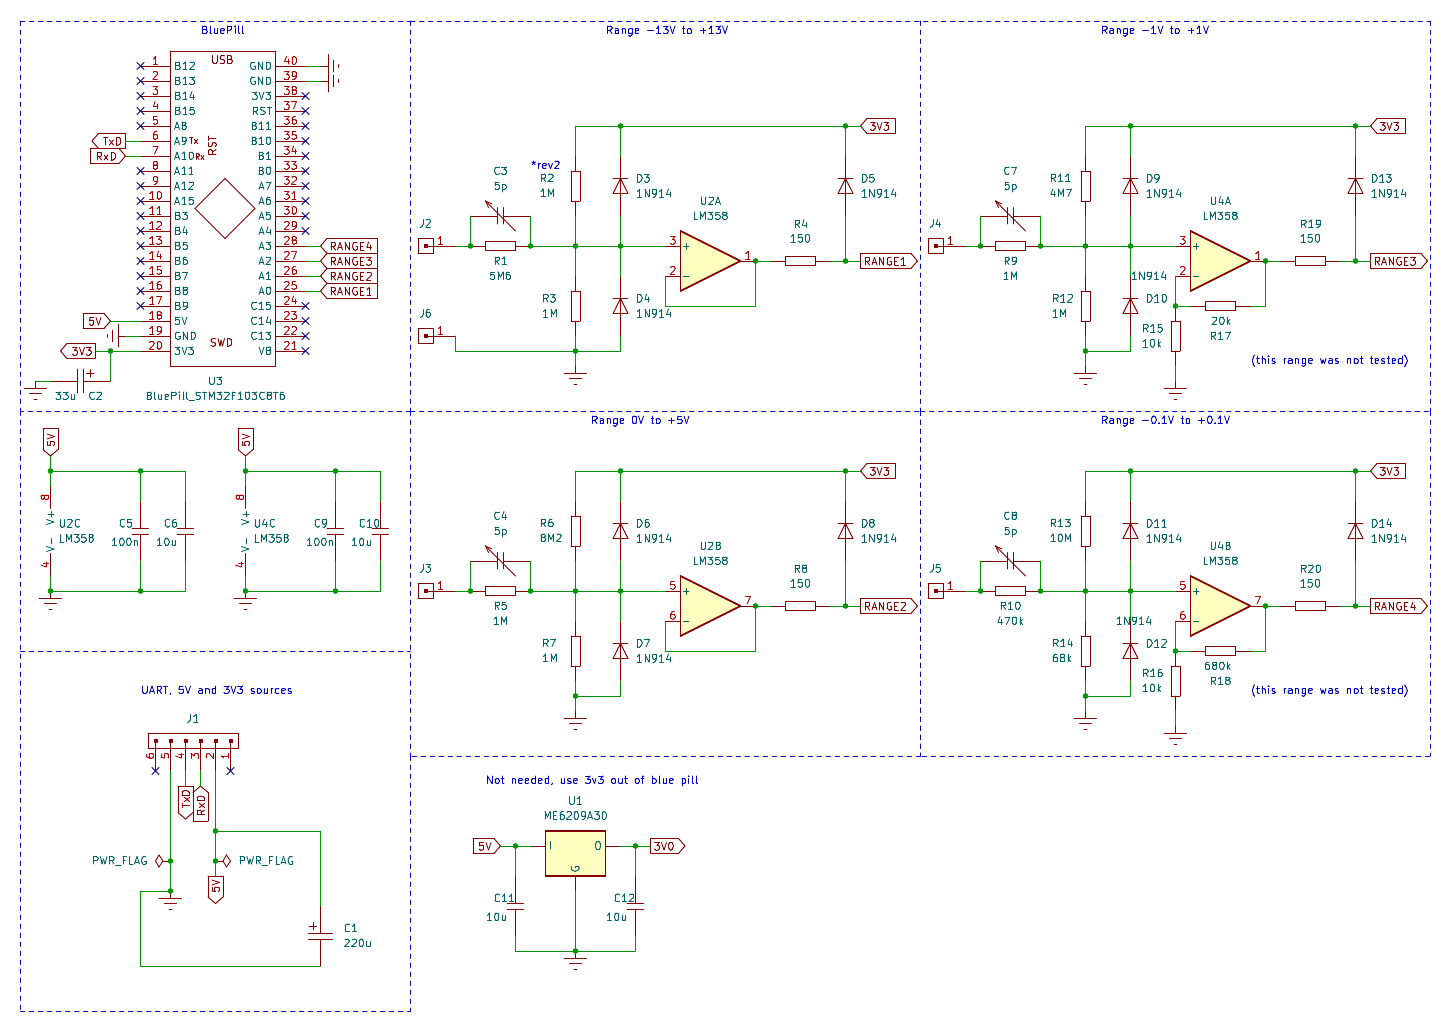 BluePill
USB
1 B12 GND 40
2 B13 GND 39
3 B14 3V3 38
4 B15 RST 37
5 A8 B11 36
TxD 6 A9 Tx B10 35
RxD 7 A10 Rx B1 34
RST
8 A11 B0 33
9 A12 A7 32
10 A15 A6 31
11 B3 A5 30
12 B4 A4 29
13 B5 A3 28 RANGE4
14 B6 A2 27 RANGE3
15 B7 A1 26 RANGE2
16 B8 A0 25 RANGE1
17 B9 C15 24
5V 18 5V C14 23
19 GND C13 22
3V3 20 3V3 VB 21
SWD
U3
BluePill_STM32F103C8T6
33u C2
Range -13V to +13V
3V3
*rev2
C3
5p
R2
1M
D3
1N914
D5
1N914
U2A
LM358
J2
1
R1
5M6
3
2
1
+
-
R4
150
RANGE1
R3
1M
D4
1N914
J6
1
Range -1V to +1V
3V3
C7
5p
R11
4M7
D9
1N914
D13
1N914
U4A
LM358
J4
1
R9
1M
3
2
1
+
-
R19
150
RANGE3
R12
1M
1N914
D10
R15
10k
20k
R17
(this range was not tested)
5V
8
V+
V-
4
U2C
LM358
C5
100n
C6
10u
5V
8
V+
V-
4
U4C
LM358
C9
100n
C10
10u
Range 0V to +5V
3V3
C4
5p
R6
8M2
D6
1N914
D8
1N914
U2B
LM358
J3
1
R5
1M
5
6
7
+
-
R8
150
RANGE2
R7
1M
D7
1N914
Range -0.1V to +0.1V
3V3
C8
5p
R13
10M
D11
1N914
D14
1N914
U4B
LM358
J5
1
R10
470k
5
6
7
+
-
R20
150
RANGE4
R14
68k
1N914
D12
R16
10k
680k
R18
(this range was not tested)
UART, 5V and 3V3 sources
J1
6 5 4 3 2 1
TxD RxD
PWR_FLAG
PWR_FLAG
5V
+
C1
220u
Not needed, use 3v3 out of blue pill
U1
ME6209A30
5V
I
O
G
3V0
C11
10u
C12
10u